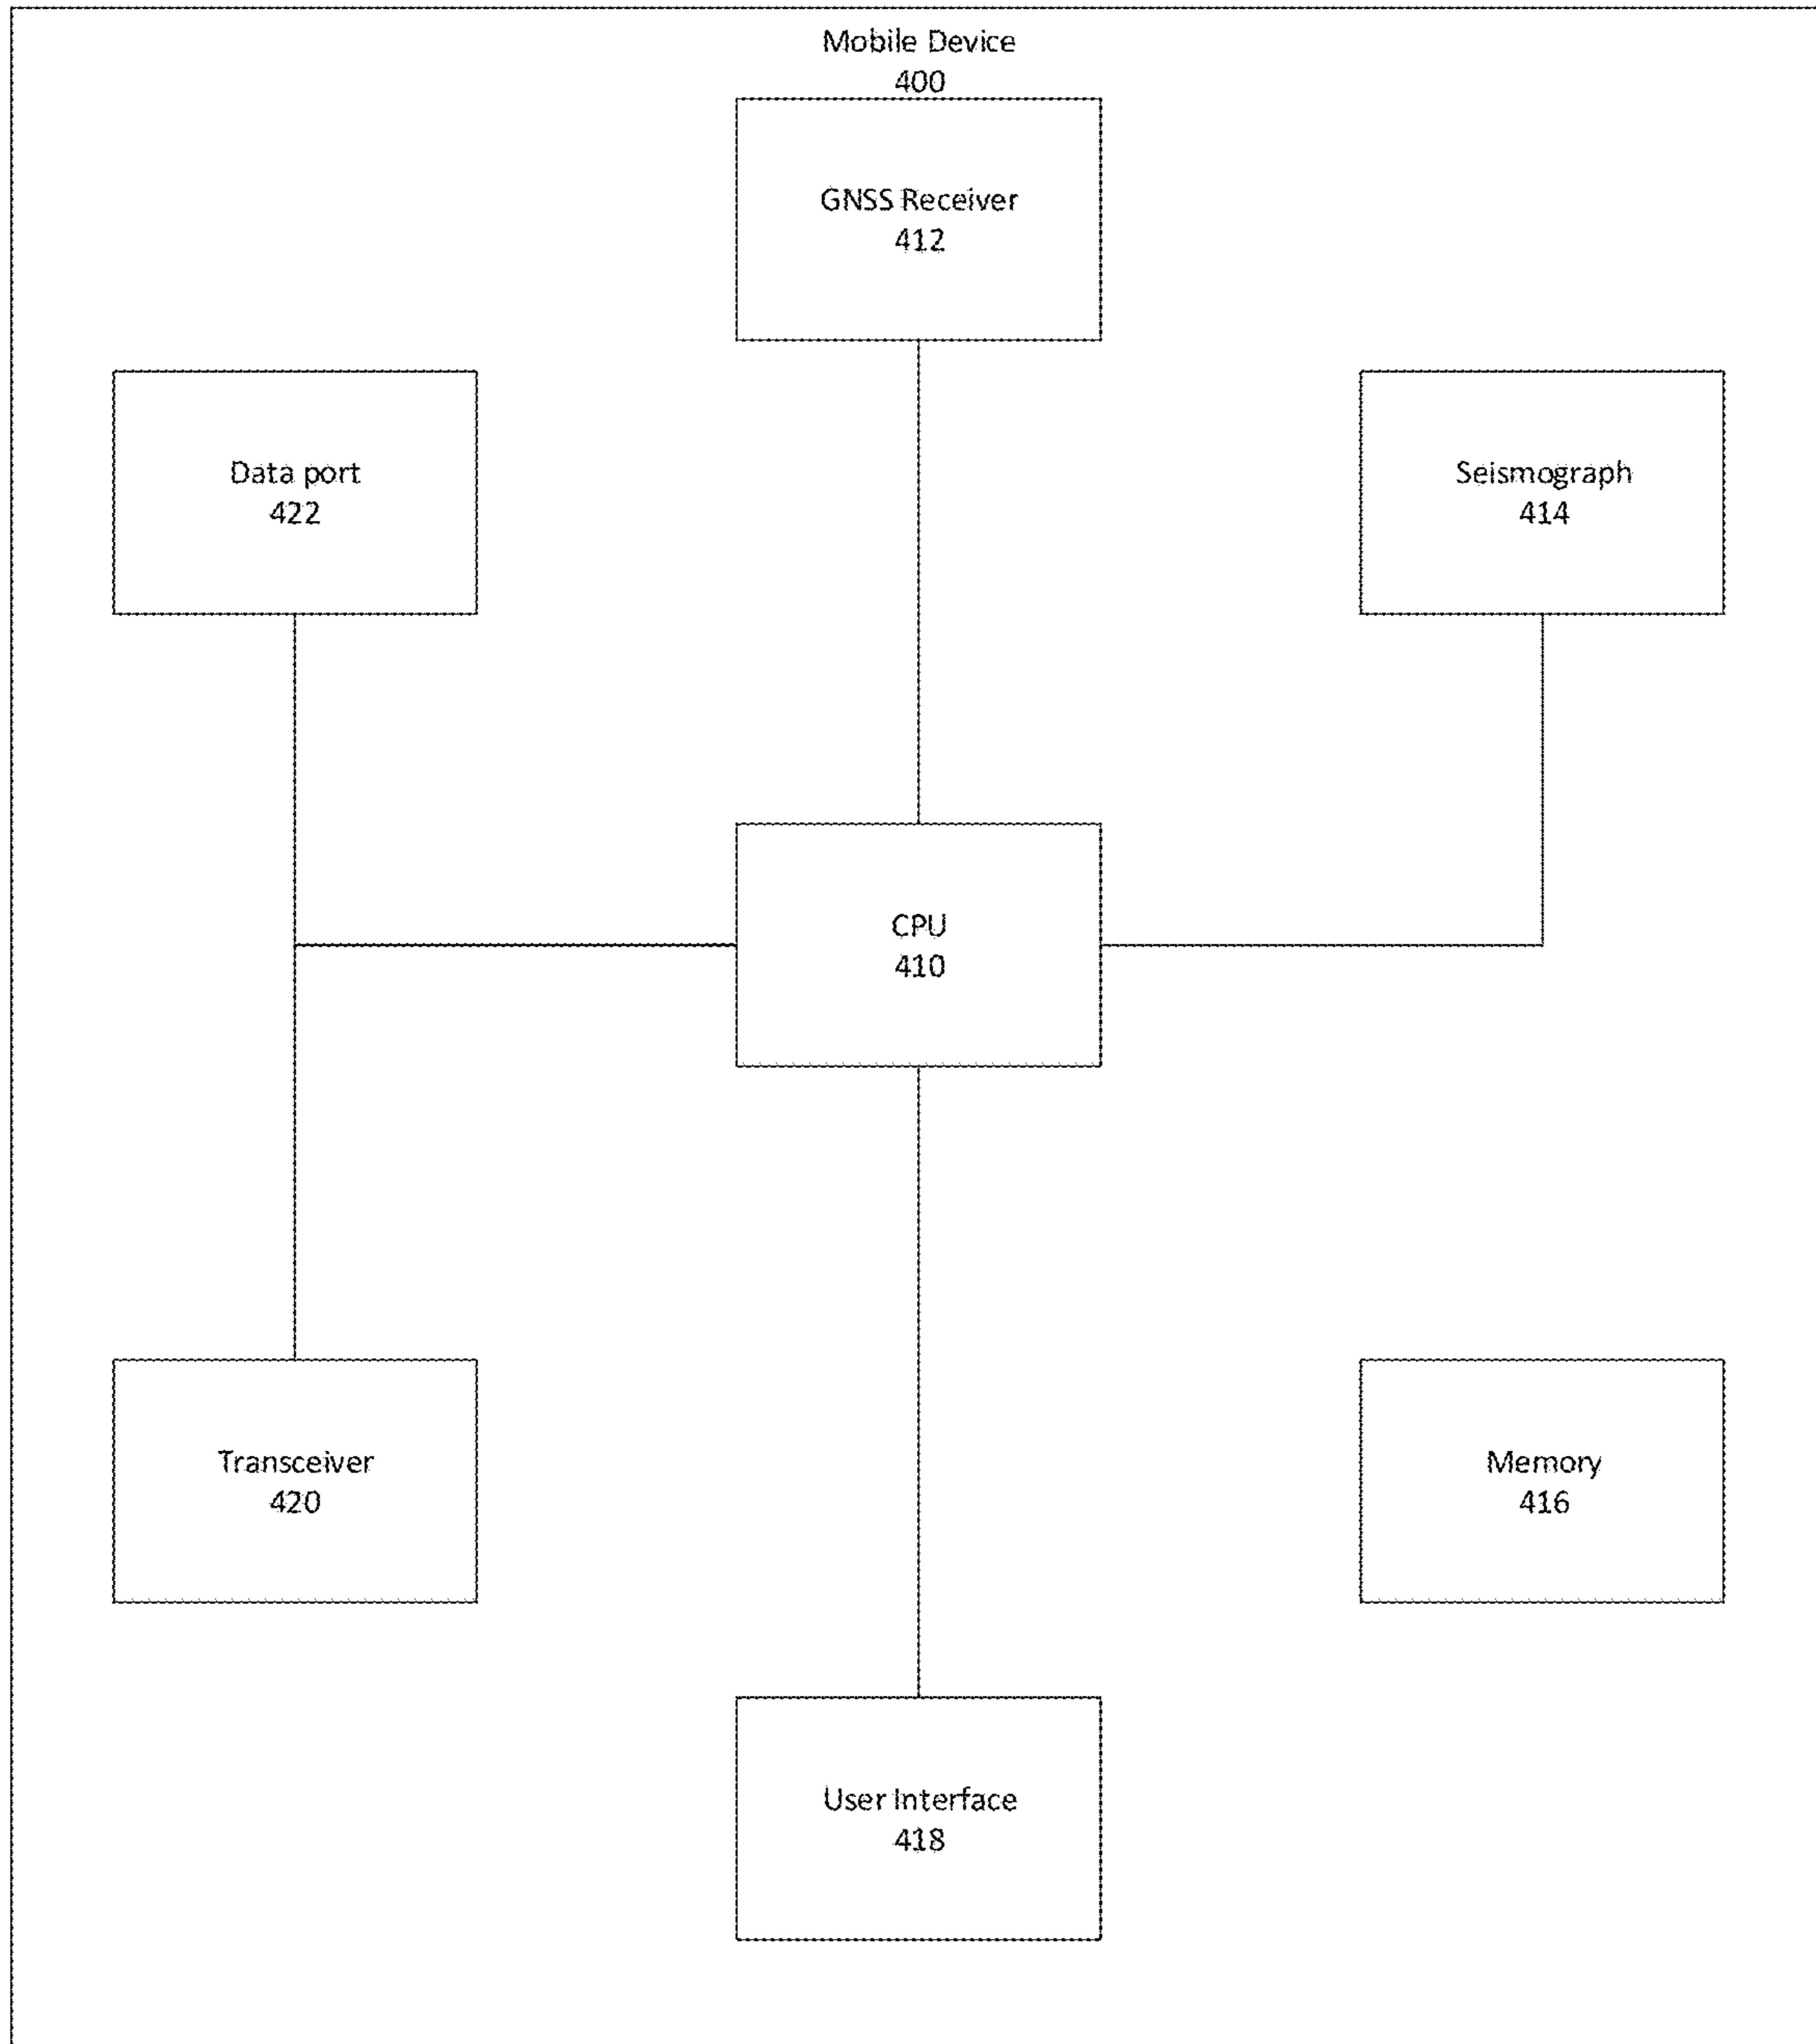 Mobile Device
400
GNSS Receiver
412
Data port
422
Seismograph
414
CPU
410
Transceiver
420
Memory
416
User Interface
418